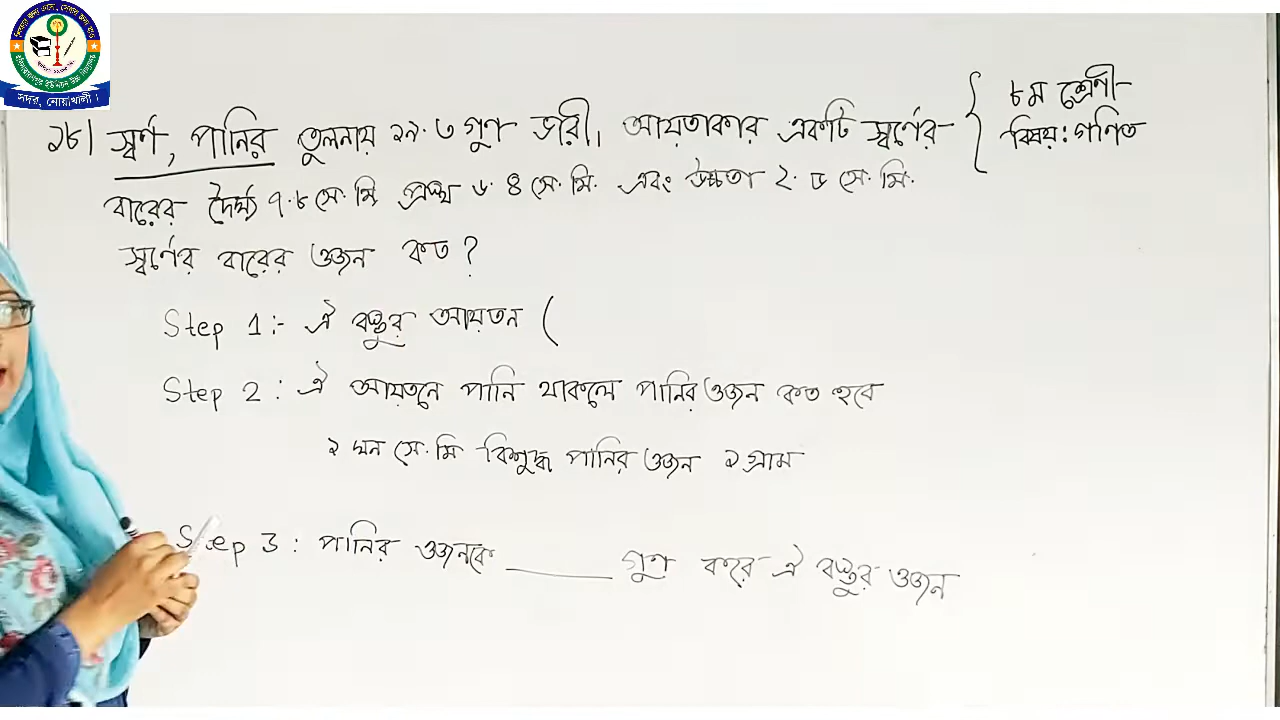 সদর, নোয়াখালী।
১৮। স্বর্ণ, পানির তুলনায় ১৯.৩ গুণ ভারী। আয়তাকার একটি স্বর্ণের
বারের দৈর্ঘ্য ৭.৮ সে.মি প্রস্থ ৬.৪ সে.মি. এবং উচ্চতা ২.৫ সে.মি.
স্বর্ণের বারের ওজন কত?
৮ম শ্রেণী
বিষয়: গণিত
Step 1:- ঐ বস্তুর আয়তন (
Step 2: ঐ আয়তনে পানি থাকলে পানির ওজন কত হবে
১ ঘন সে.মি বিশুদ্ধ পানির ওজন ১ গ্রাম
Step 3: পানির ওজনকে ______ গুণ করে ঐ বস্তুর ওজন